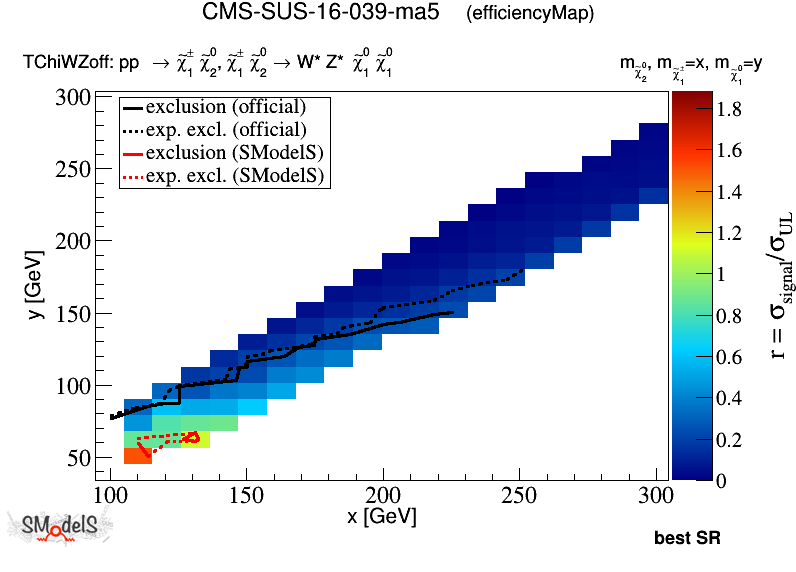 CMS-SUS-16-039-ma5 (efficiencyMap)
TChiWZoff: pp → χ̃₁± χ̃₂⁰, χ̃₁± χ̃₂⁰ → W* Z* χ̃₁⁰ χ̃₁⁰
m_χ̃₂⁰, m_χ̃₁±=x, m_χ̃₁⁰=y
exclusion (official)
exp. excl. (official)
exclusion (SModelS)
exp. excl. (SModelS)
300
250
200
150
100
50
y [GeV]
100 150 200 250 300
x [GeV]
1.8
1.6
1.4
1.2
1
0.8
0.6
0.4
0.2
0
r = σ_signal/σ_UL
SModelS
best SR